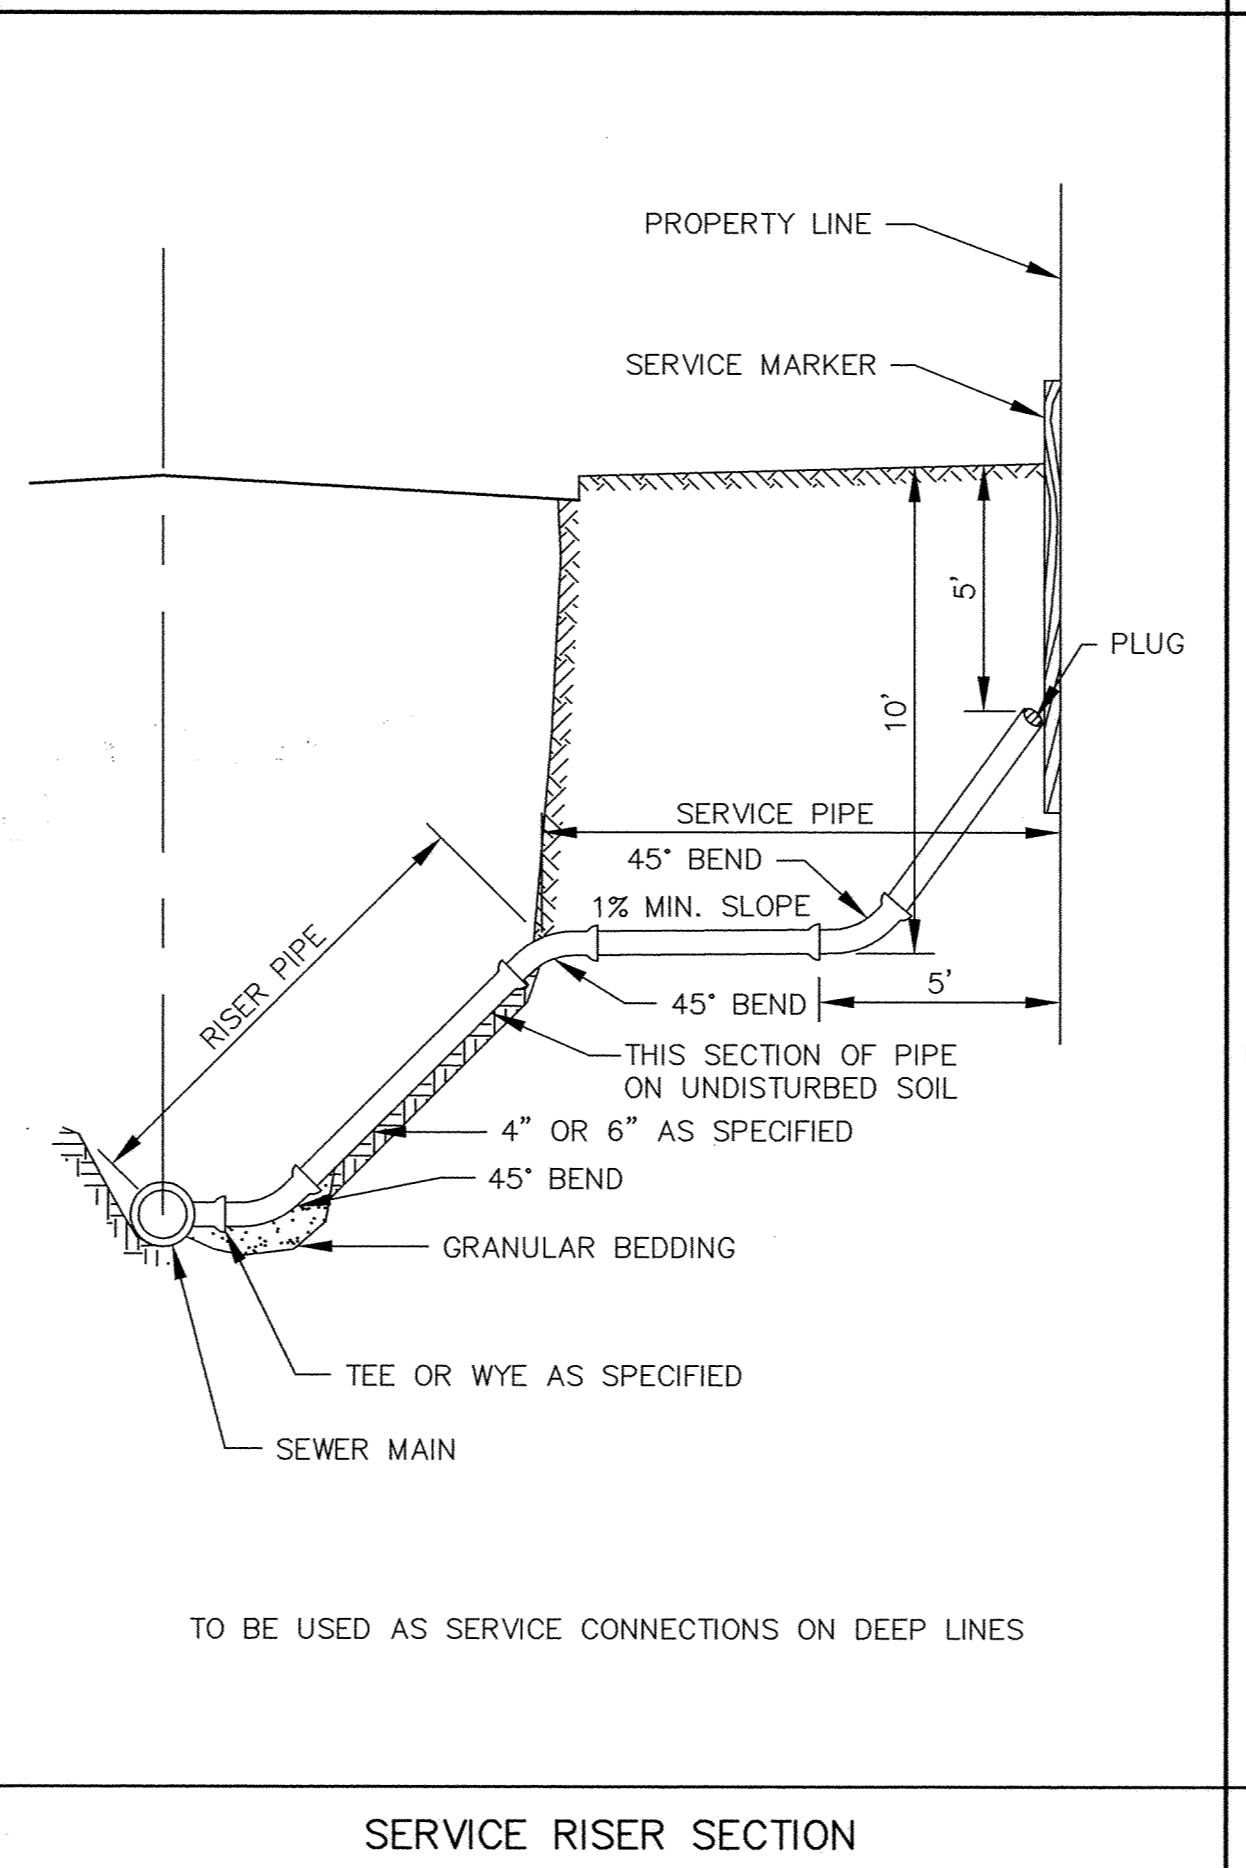 PROPERTY LINE
SERVICE MARKER
5'
PLUG
10'
SERVICE PIPE
45° BEND
1% MIN. SLOPE
RISER PIPE
5'
45° BEND
THIS SECTION OF PIPE
ON UNDISTURBED SOIL
4" OR 6" AS SPECIFIED
45° BEND
GRANULAR BEDDING
TEE OR WYE AS SPECIFIED
SEWER MAIN
TO BE USED AS SERVICE CONNECTIONS ON DEEP LINES
SERVICE RISER SECTION